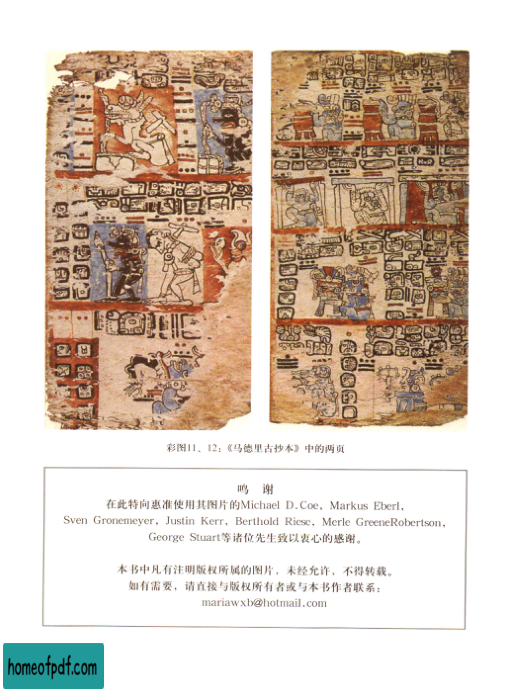 彩图11、12：《马德里古抄本》中的两页
鸣 谢
在此特向惠准使用其图片的Michael D.Coe, Markus Eberl,
Sven Gronemeyer, Justin Kerr, Berthold Riese, Merle GreeneRobertson,
George Stuart等诸位先生致以衷心的感谢。
本书中凡有注明版权所属的图片，未经允许，不得转载。
如有需要，请直接与版权所有者或与本书作者联系：
mariawxb@hotmail.com
homeofpdf.com